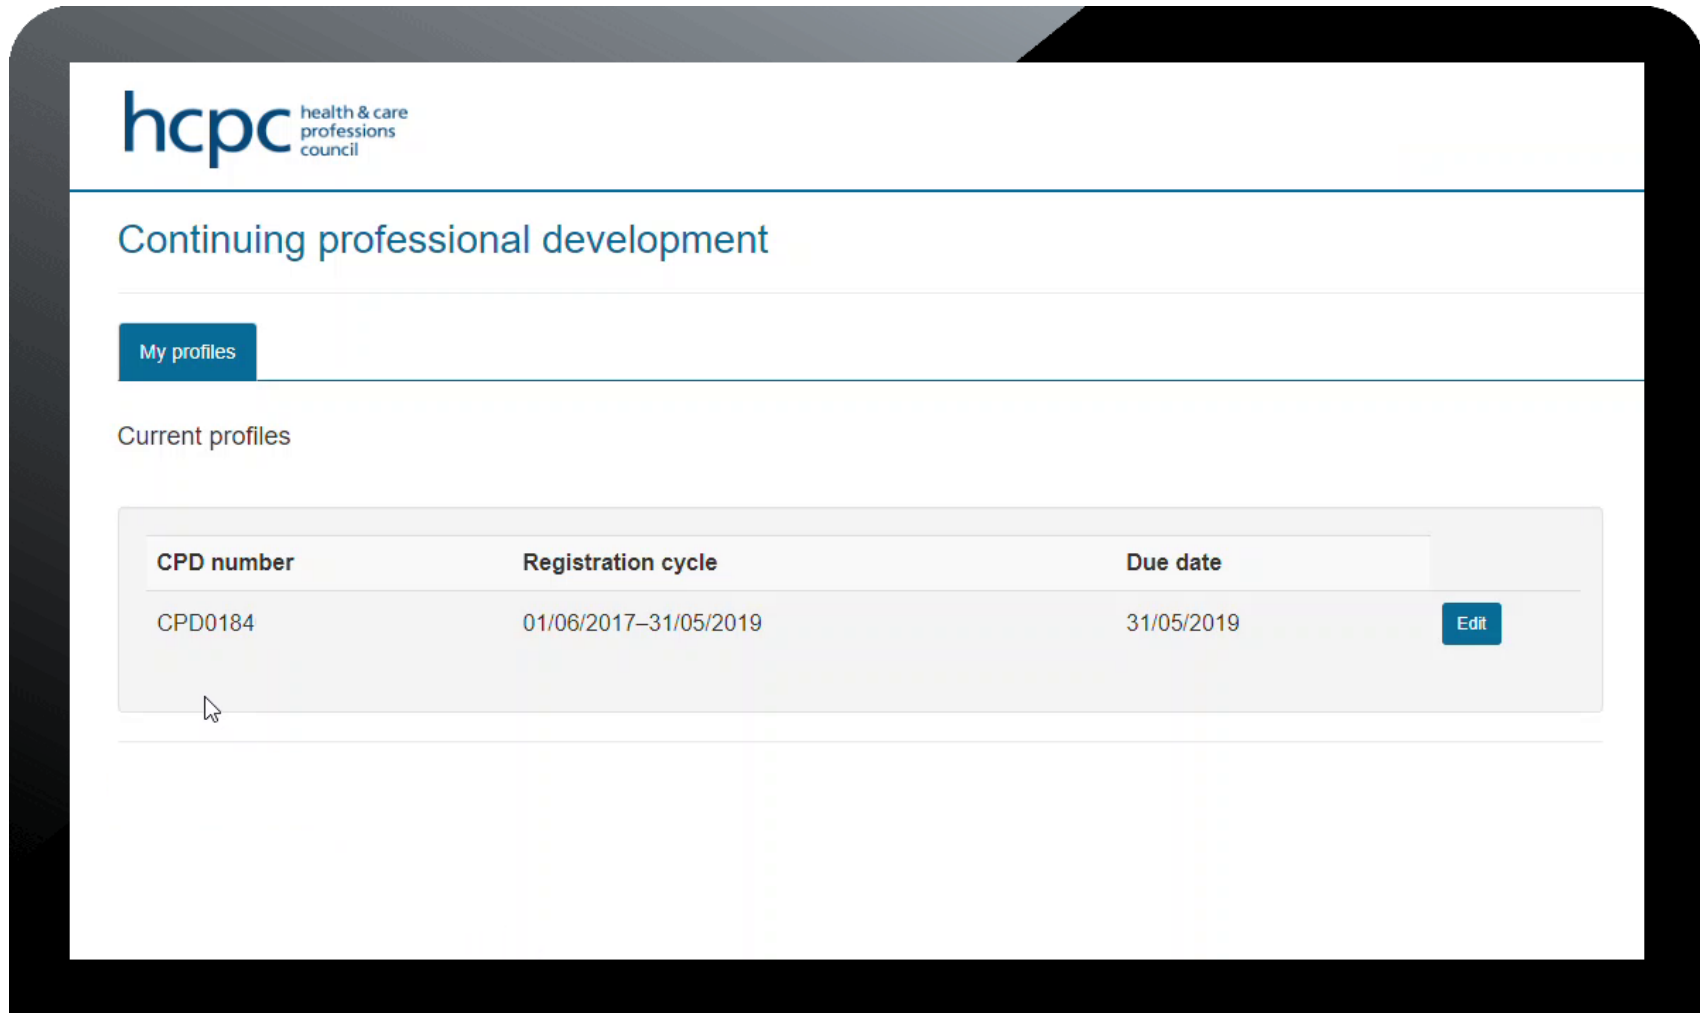 hcpc health & care
professions
council
Continuing professional development
My profiles
Current profiles
CPD number Registration cycle Due date
CPD0184 01/06/2017–31/05/2019 31/05/2019 Edit